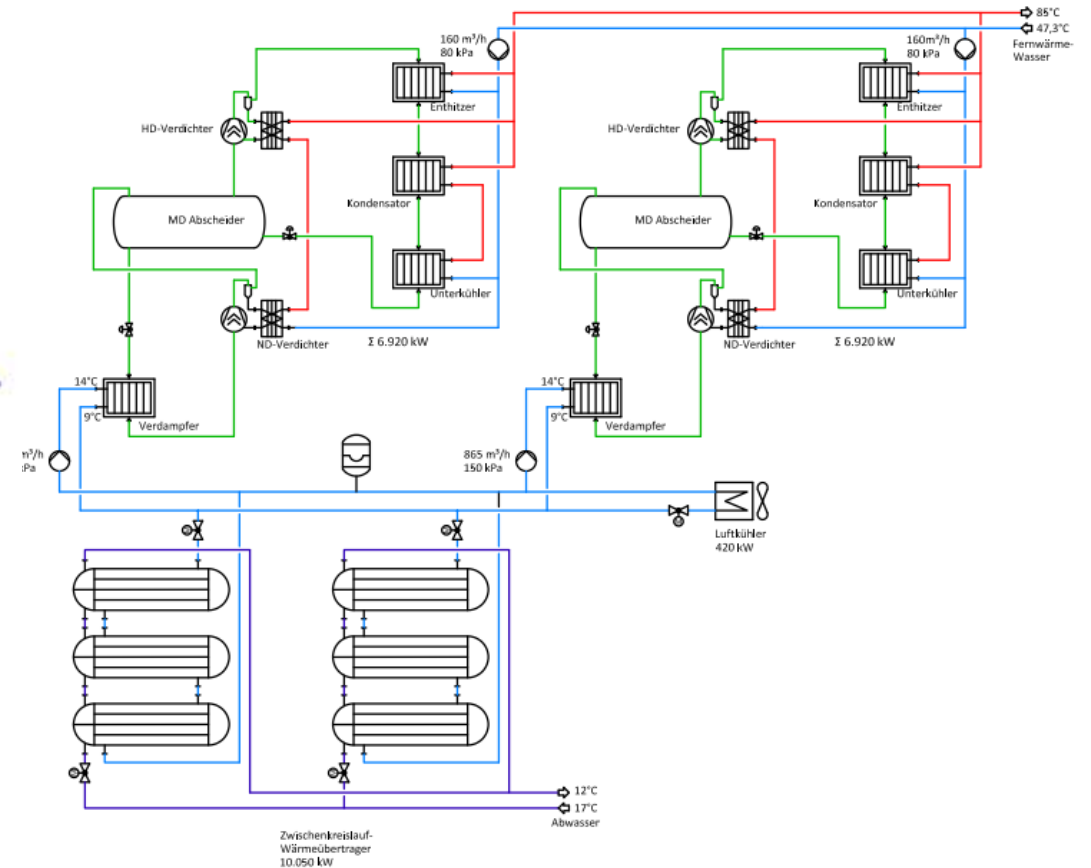 85°C
47,3°C
Fernwärme-
Wasser
160 m³/h
80 kPa
160m³/h
80 kPa
Enthitzer
Enthitzer
HD-Verdichter
HD-Verdichter
Kondensator
Kondensator
MD Abscheider
MD Abscheider
Unterkühler
Unterkühler
ND-Verdichter
Σ 6.920 kW
ND-Verdichter
Σ 6.920 kW
14°C
9°C
Verdampfer
14°C
9°C
Verdampfer
m³/h
kPa
865 m³/h
150 kPa
Luftkühler
420 kW
12°C
17°C
Abwasser
Zwischenkreislauf-
Wärmeübertrager
10.050 kW